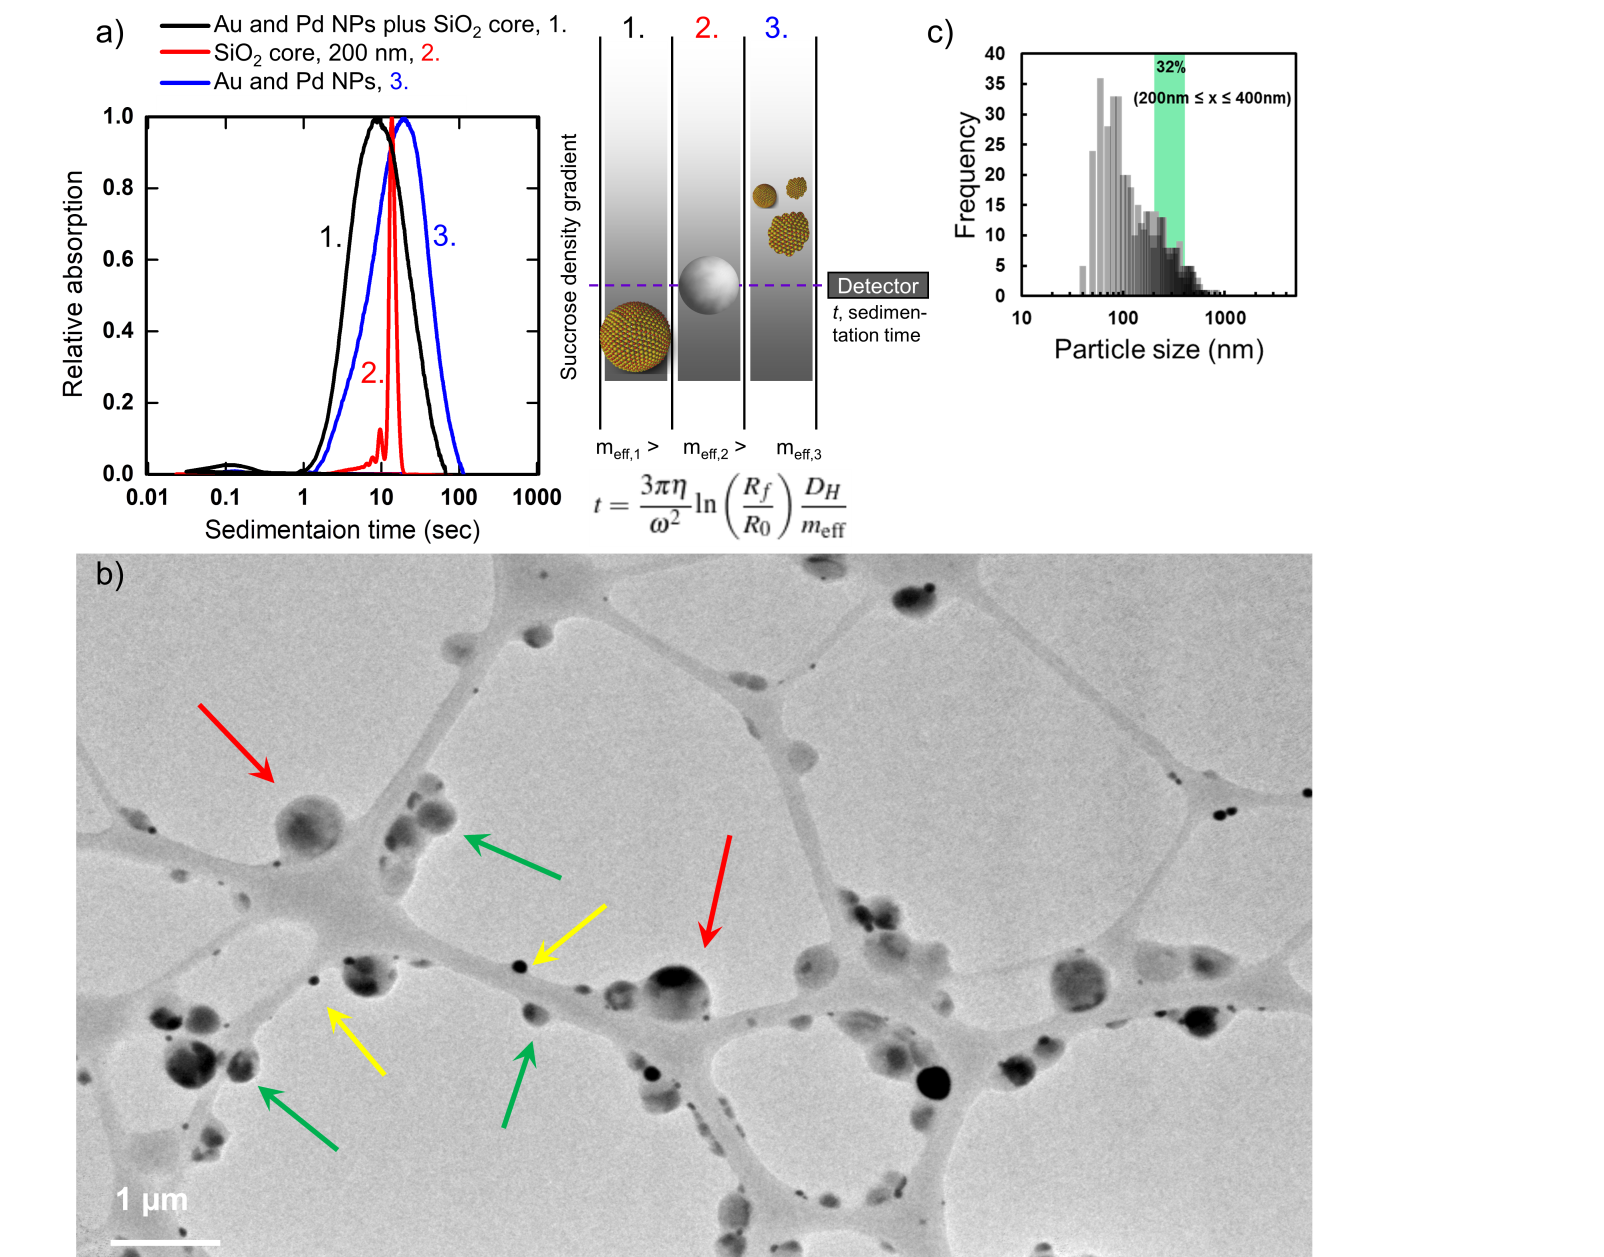 a)
Au and Pd NPs plus SiO2 core, 1.
SiO2 core, 200 nm, 2.
Au and Pd NPs, 3.
Relative absorption
1.0
0.8
0.6
0.4
0.2
0.0
1.
2.
3.
0.01 0.1 1 10 100 1000
Sedimentaion time (sec)
1. 2. 3.
Succrose density gradient
Detector
t, sedimen-
tation time
meff,1 > meff,2 > meff,3
t = 3πη/ω² ln (Rf/R0) DH/meff
c)
Frequency
40
35
30
25
20
15
10
5
0
32%
(200nm ≤ x ≤ 400nm)
10 100 1000
Particle size (nm)
b)
1 µm